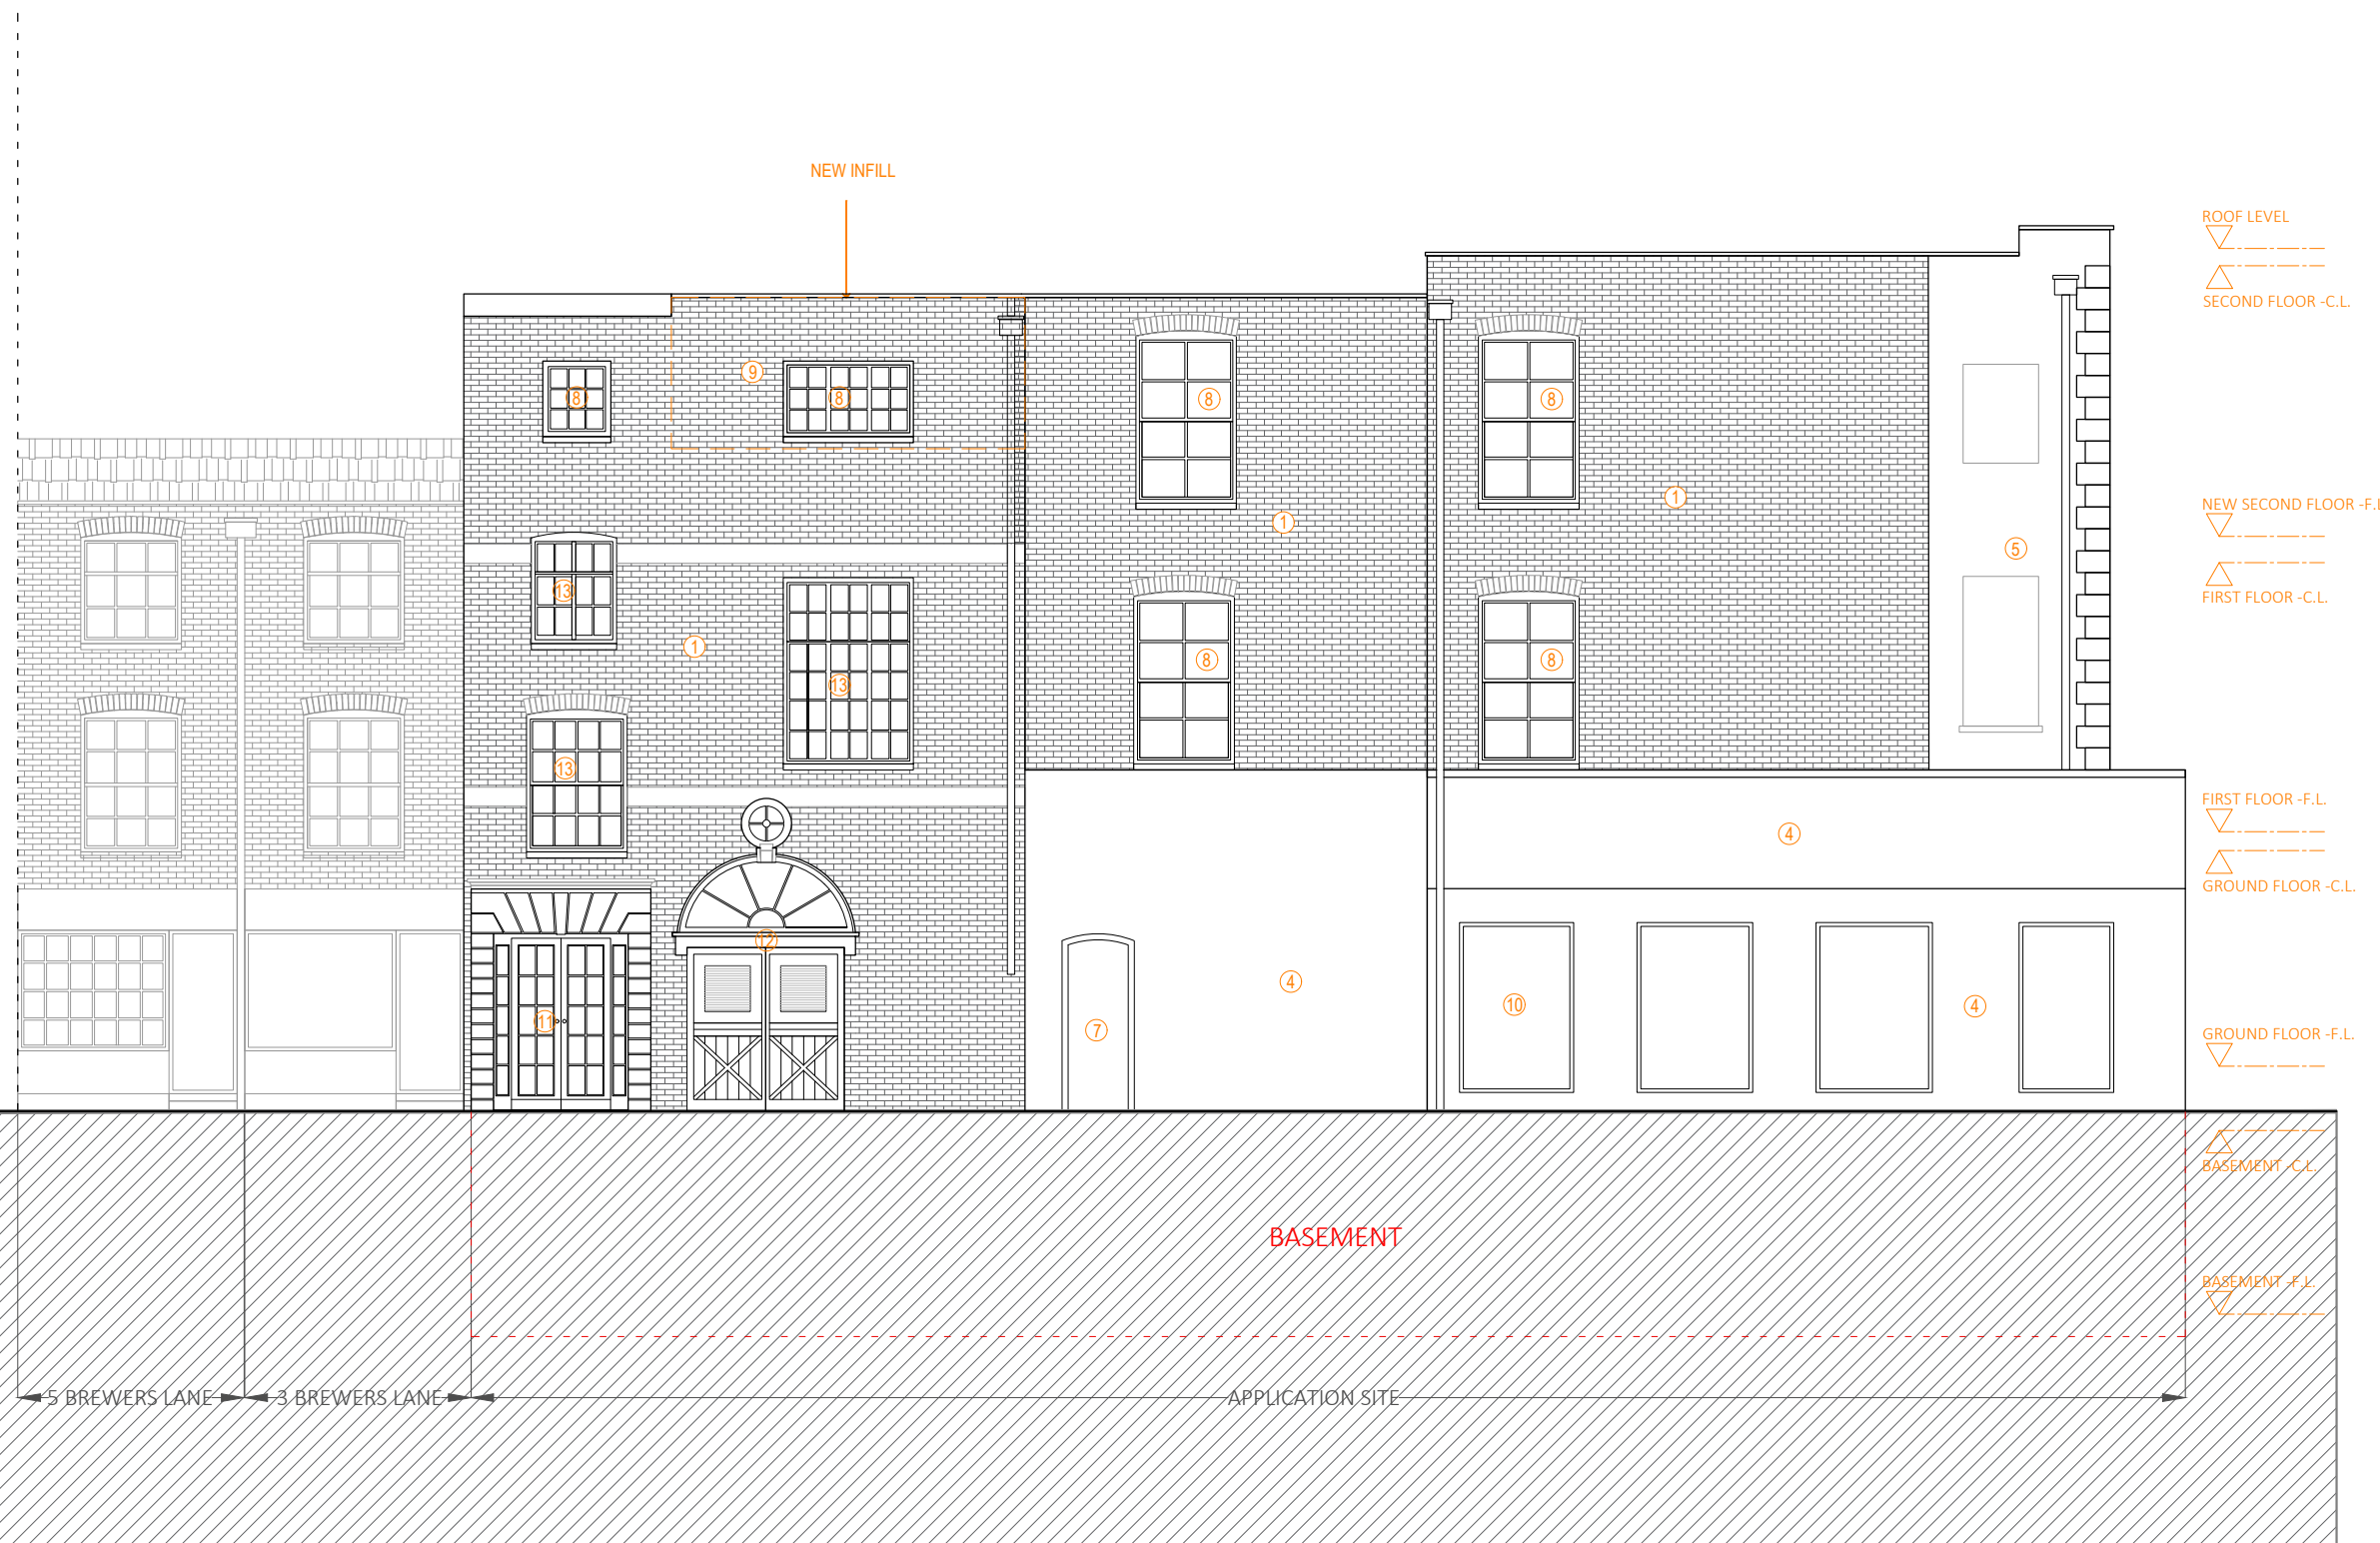 NEW INFILL
ROOF LEVEL
SECOND FLOOR -C.L.
9
8
8
8
8
1
1
NEW SECOND FLOOR -F.L
5
13
FIRST FLOOR -C.L.
1
8
8
13
13
FIRST FLOOR -F.L.
4
GROUND FLOOR -C.L.
12
4
10
4
11
7
GROUND FLOOR -F.L.
BASEMENT -C.L.
BASEMENT
BASEMENT -F.L.
5 BREWERS LANE
3 BREWERS LANE
APPLICATION SITE